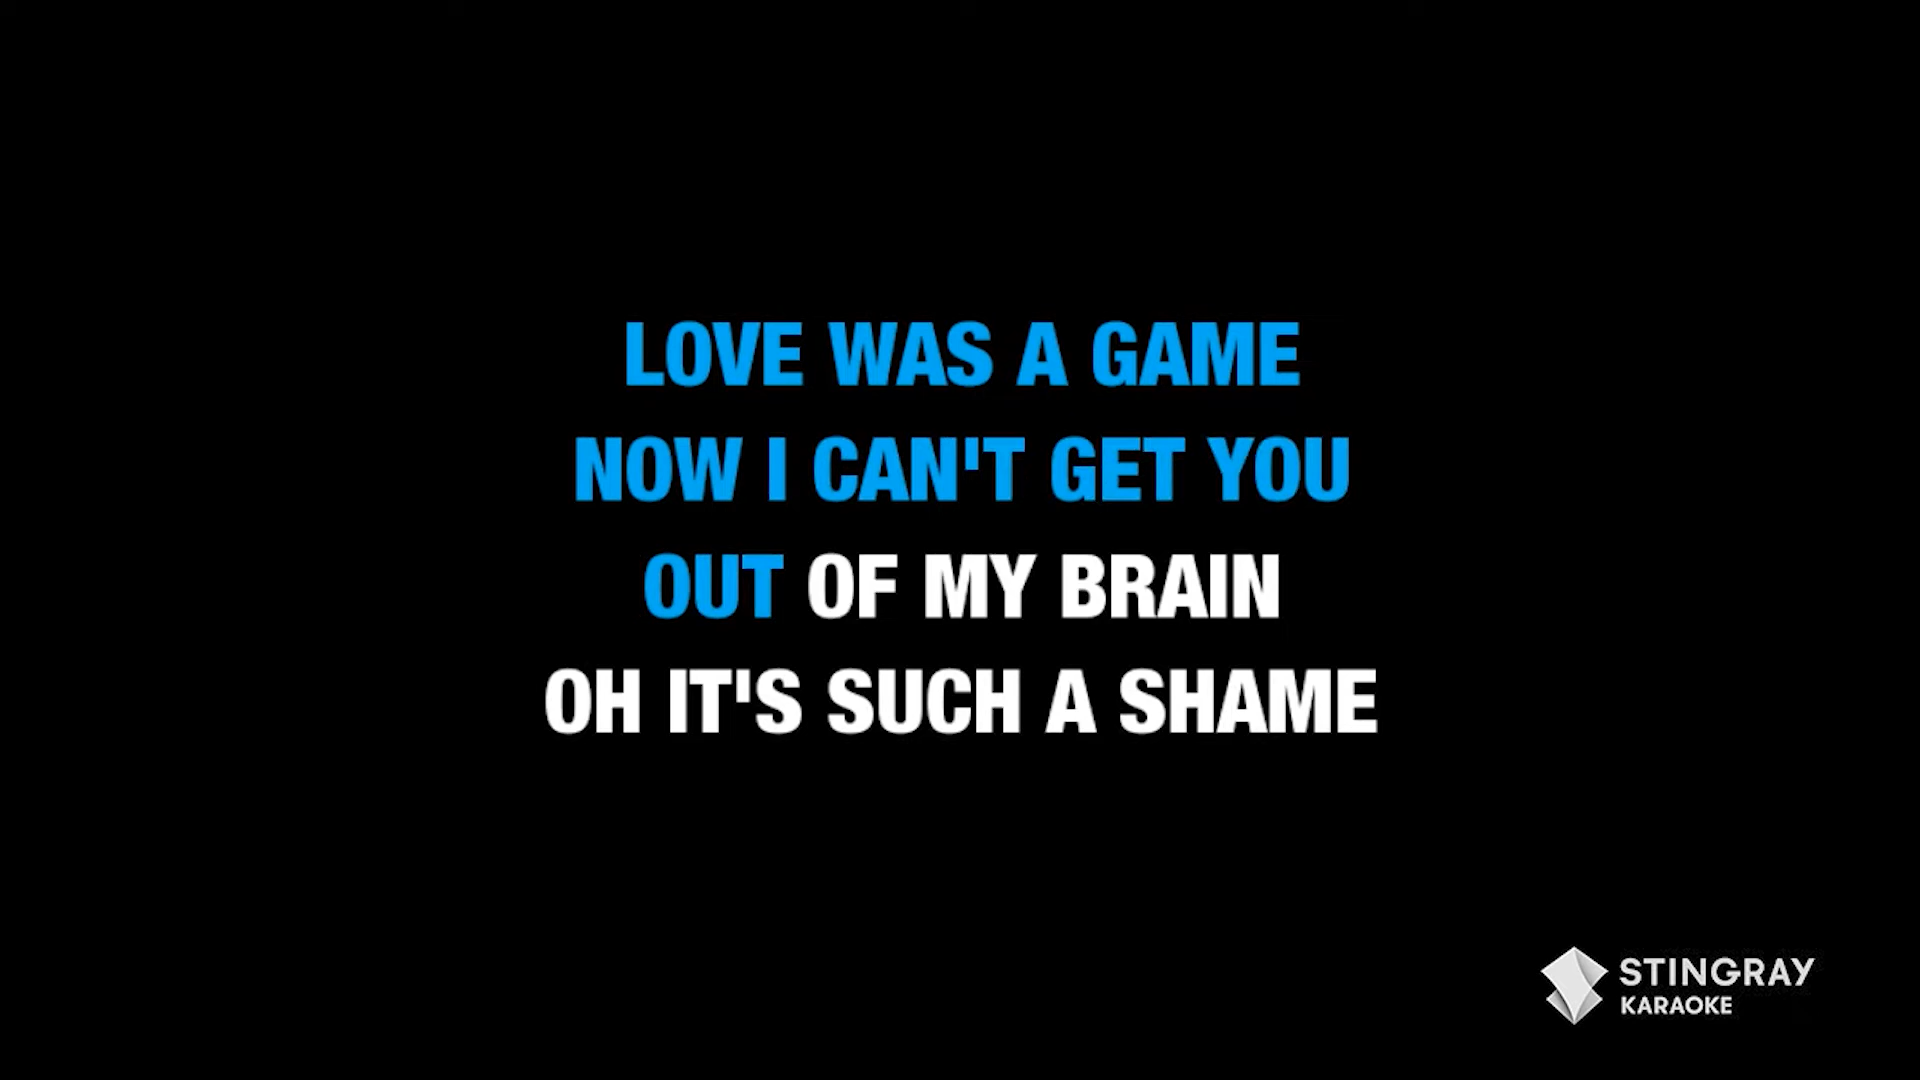 LOVE WAS A GAME
NOW I CAN'T GET YOU
OUT OF MY BRAIN
OH IT'S SUCH A SHAME
STINGRAY
KARAOKE